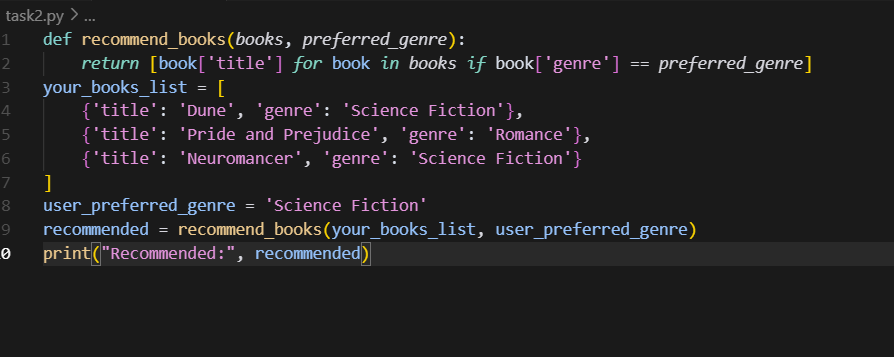 task2.py > ...
1 def recommend_books(books, preferred_genre):
2     return [book['title'] for book in books if book['genre'] == preferred_genre]
3 your_books_list = [
4     {'title': 'Dune', 'genre': 'Science Fiction'},
5     {'title': 'Pride and Prejudice', 'genre': 'Romance'},
6     {'title': 'Neuromancer', 'genre': 'Science Fiction'}
7 ]
8 user_preferred_genre = 'Science Fiction'
9 recommended = recommend_books(your_books_list, user_preferred_genre)
0 print("Recommended:", recommended)